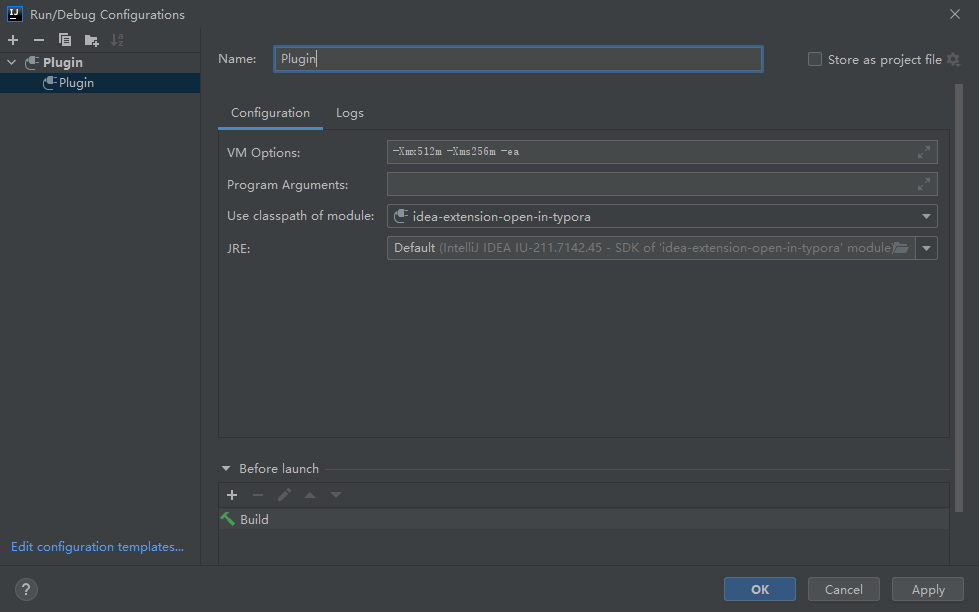 Run/Debug Configurations
Plugin
Plugin
Name: Plugin
Store as project file
Configuration Logs
VM Options: -Xmx512m -Xms256m -ea
Program Arguments:
Use classpath of module: idea-extension-open-in-typora
JRE: Default (IntelliJ IDEA IU-211.7142.45 - SDK of 'idea-extension-open-in-typora' module)
Before launch
Build
Edit configuration templates...
? OK Cancel Apply